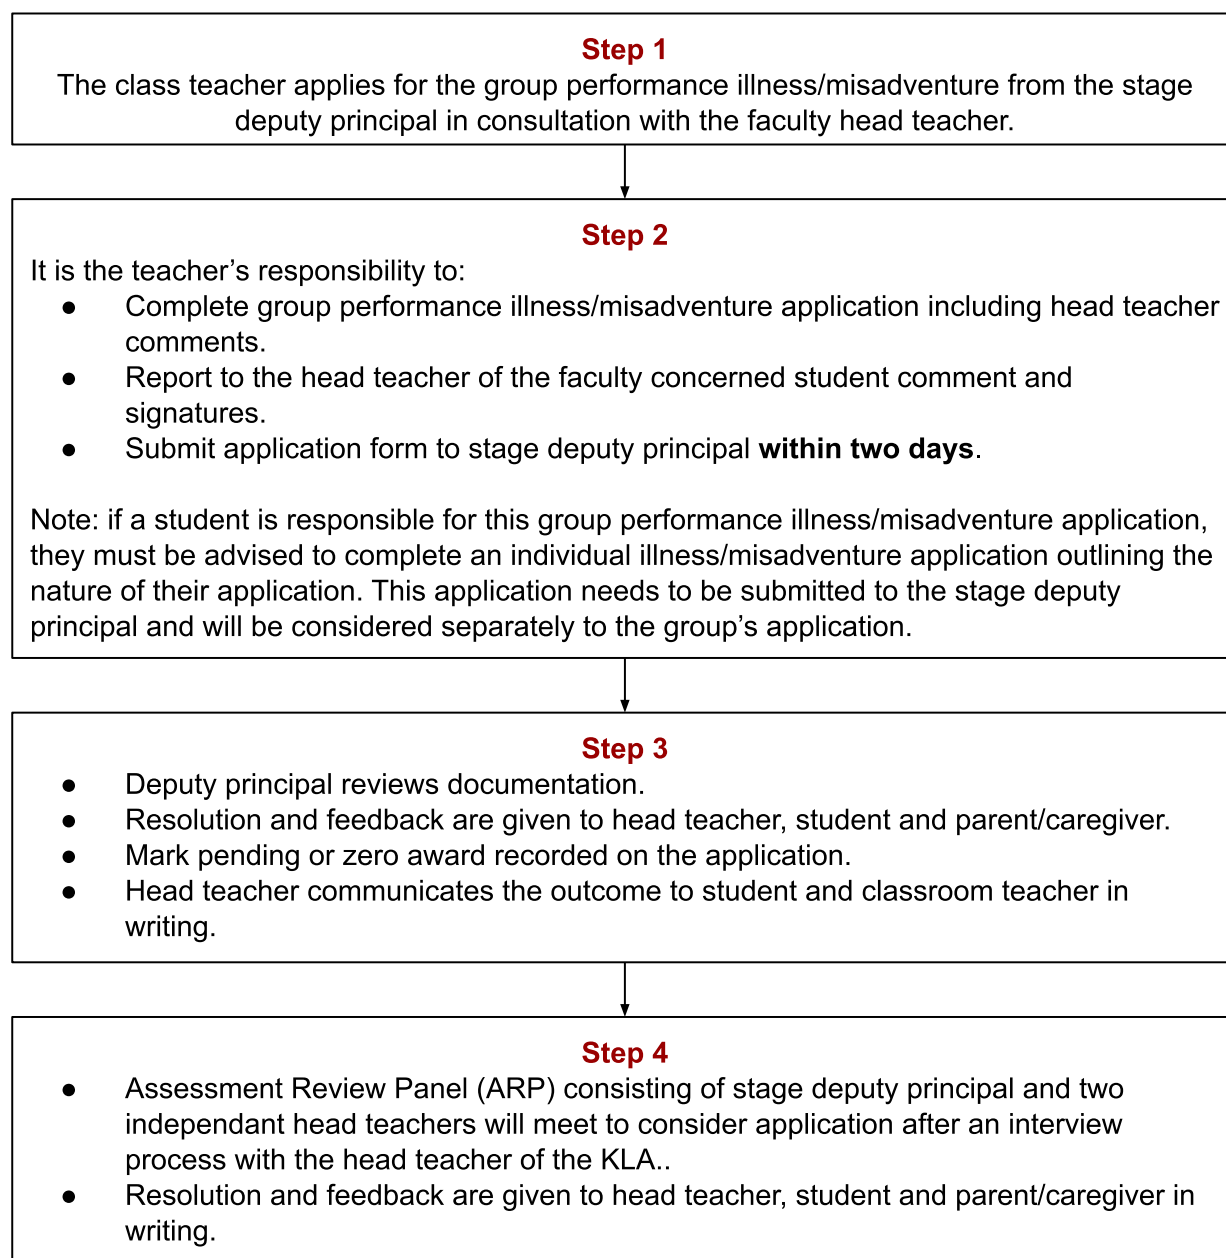 Step 1
The class teacher applies for the group performance illness/misadventure from the stage
deputy principal in consultation with the faculty head teacher.
Step 2
It is the teacher’s responsibility to:
● Complete group performance illness/misadventure application including head teacher
comments.
● Report to the head teacher of the faculty concerned student comment and
signatures.
● Submit application form to stage deputy principal within two days.
Note: if a student is responsible for this group performance illness/misadventure application,
they must be advised to complete an individual illness/misadventure application outlining the
nature of their application. This application needs to be submitted to the stage deputy
principal and will be considered separately to the group’s application.
Step 3
● Deputy principal reviews documentation.
● Resolution and feedback are given to head teacher, student and parent/caregiver.
● Mark pending or zero award recorded on the application.
● Head teacher communicates the outcome to student and classroom teacher in
writing.
Step 4
● Assessment Review Panel (ARP) consisting of stage deputy principal and two
independant head teachers will meet to consider application after an interview
process with the head teacher of the KLA..
● Resolution and feedback are given to head teacher, student and parent/caregiver in
writing.